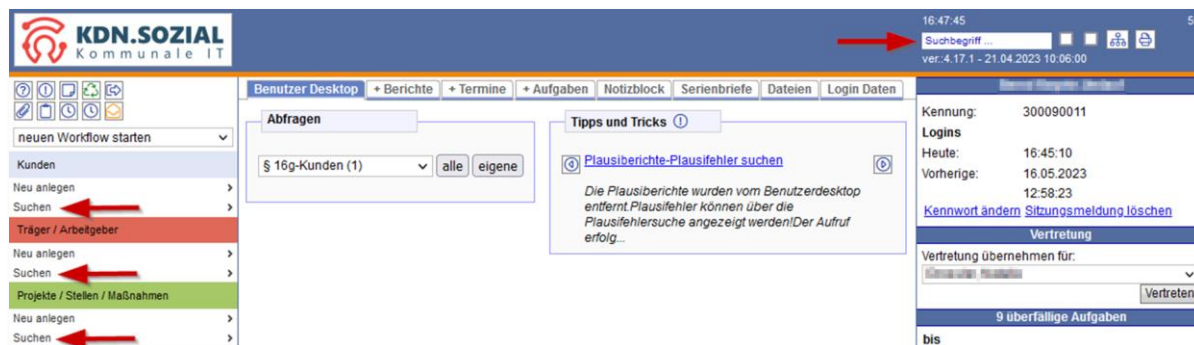 KDN.SOZIAL
Kommunale IT
16:47:45
5
Suchbegriff ...
ver.:4.17.1 - 21.04.2023 10:06:00
neuen Workflow starten
Kunden
Neu anlegen
Suchen
Träger / Arbeitgeber
Neu anlegen
Suchen
Projekte / Stellen / Maßnahmen
Neu anlegen
Suchen
Benutzer Desktop + Berichte + Termine + Aufgaben Notizblock Serienbriefe Dateien Login Daten
Abfragen
§ 16g-Kunden (1) alle eigene
Tipps und Tricks
Plausiberichte-Plausifehler suchen
Die Plausiberichte wurden vom Benutzerdesktop
entfernt.Plausifehler können über die
Plausifehlersuche angezeigt werden!Der Aufruf
erfolg...
Kennung: 300090011
Logins
Heute: 16:45:10
Vorherige: 16.05.2023
12:58:23
Kennwort ändern Sitzungsmeldung löschen
Vertretung
Vertretung übernehmen für:
Vertreten
9 überfällige Aufgaben
bis